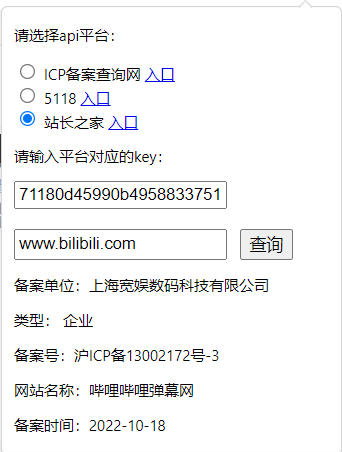 请选择api平台：
ICP备案查询网 入口
5118 入口
站长之家 入口
请输入平台对应的key：
71180d45990b4958833751
www.bilibili.com 查询
备案单位：上海宽娱数码科技有限公司
类型： 企业
备案号：沪ICP备13002172号-3
网站名称：哔哩哔哩弹幕网
备案时间：2022-10-18